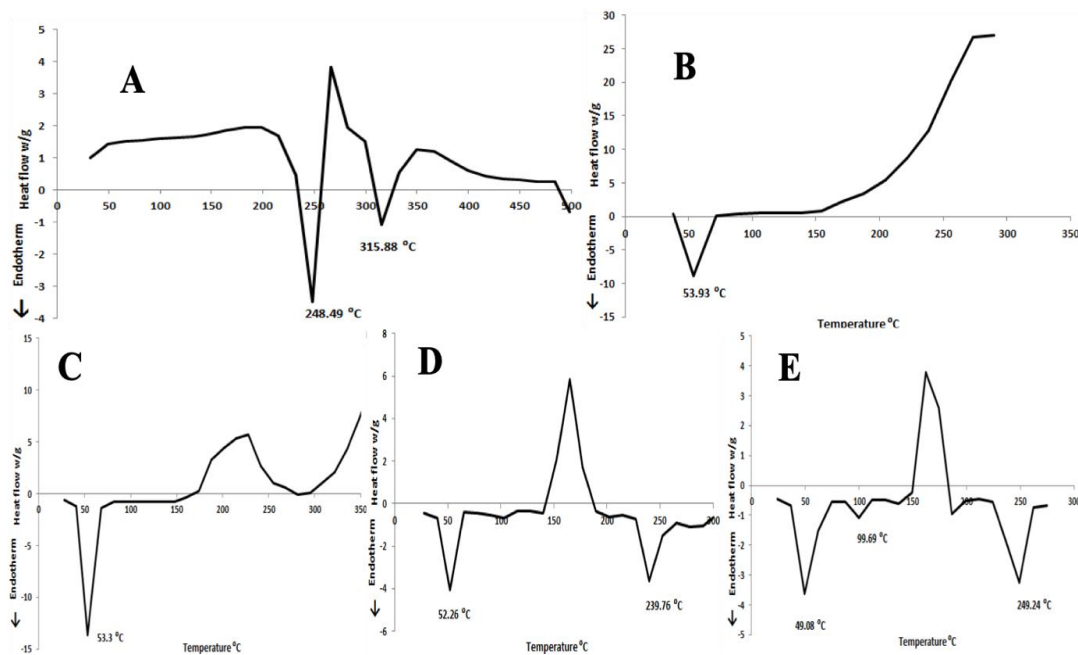 A
Heat flow w/g
↓ Endotherm
5
4
3
2
1
0
-1
-2
-3
-4
0 50 100 150 200 250 300 350 400 450 500
248.49 °C
315.88 °C
B
Heat flow w/g
↓ Endotherm
30
25
20
15
10
5
0
-5
-10
-15
0 50 100 150 200 250 300 350
53.93 °C
Temperature °C
C
Heat flow w/g
↓ Endotherm
15
10
5
0
-5
-10
-15
0 50 100 150 200 250 300 350
53.3 °C
Temperature °C
D
Heat flow w/g
↓ Endotherm
8
6
4
2
0
-2
-4
-6
0 50 100 150 200 250 300
52.26 °C
239.76 °C
Temperature °C
E
Heat flow w/g
↓ Endotherm
5
4
3
2
1
0
-1
-2
-3
-4
-5
0 50 100 150 200 250 300
99.69 °C
49.08 °C
249.24 °C
Temperature °C